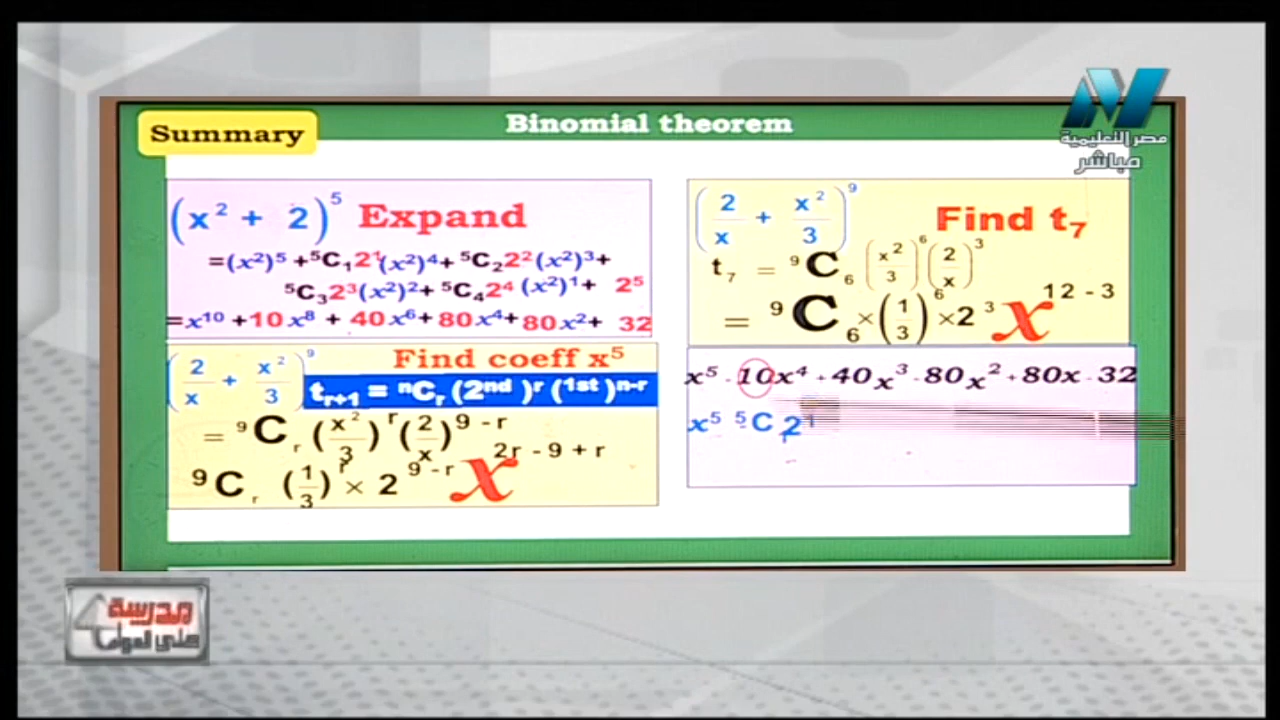 Summary
Binomial theorem
مصر التعليمية
مباشر
(x² + 2)⁵ Expand
=(x²)⁵ +⁵C₁2¹(x²)⁴+ ⁵C₂2²(x²)³+
⁵C₃2³(x²)²+ ⁵C₄2⁴ (x²)¹+ 2⁵
=x¹⁰ +10x⁸ + 40x⁶+ 80x⁴+ 80x²+ 32
(2/x + x²/3)⁹ Find t₇
t₇ = ⁹C₆ (x²/3)⁶ (2/x)³
= ⁹C₆ ×(1/3)⁶ ×2³ x¹²⁻³
(2/x + x²/3)⁹ Find coeff x⁵
tᵣ₊₁ = ⁿCᵣ (2nd)ʳ (1st)ⁿ⁻ʳ
= ⁹Cᵣ (x²/3)ʳ (2/x)⁹⁻ʳ
⁹Cᵣ (1/3)ʳ × 2⁹⁻ʳ x²ʳ⁻⁹⁺ʳ
x⁵ - 10x⁴ + 40x³ - 80x² + 80x - 32
x⁵ ⁵C 2¹
مدرسة
على الهواء